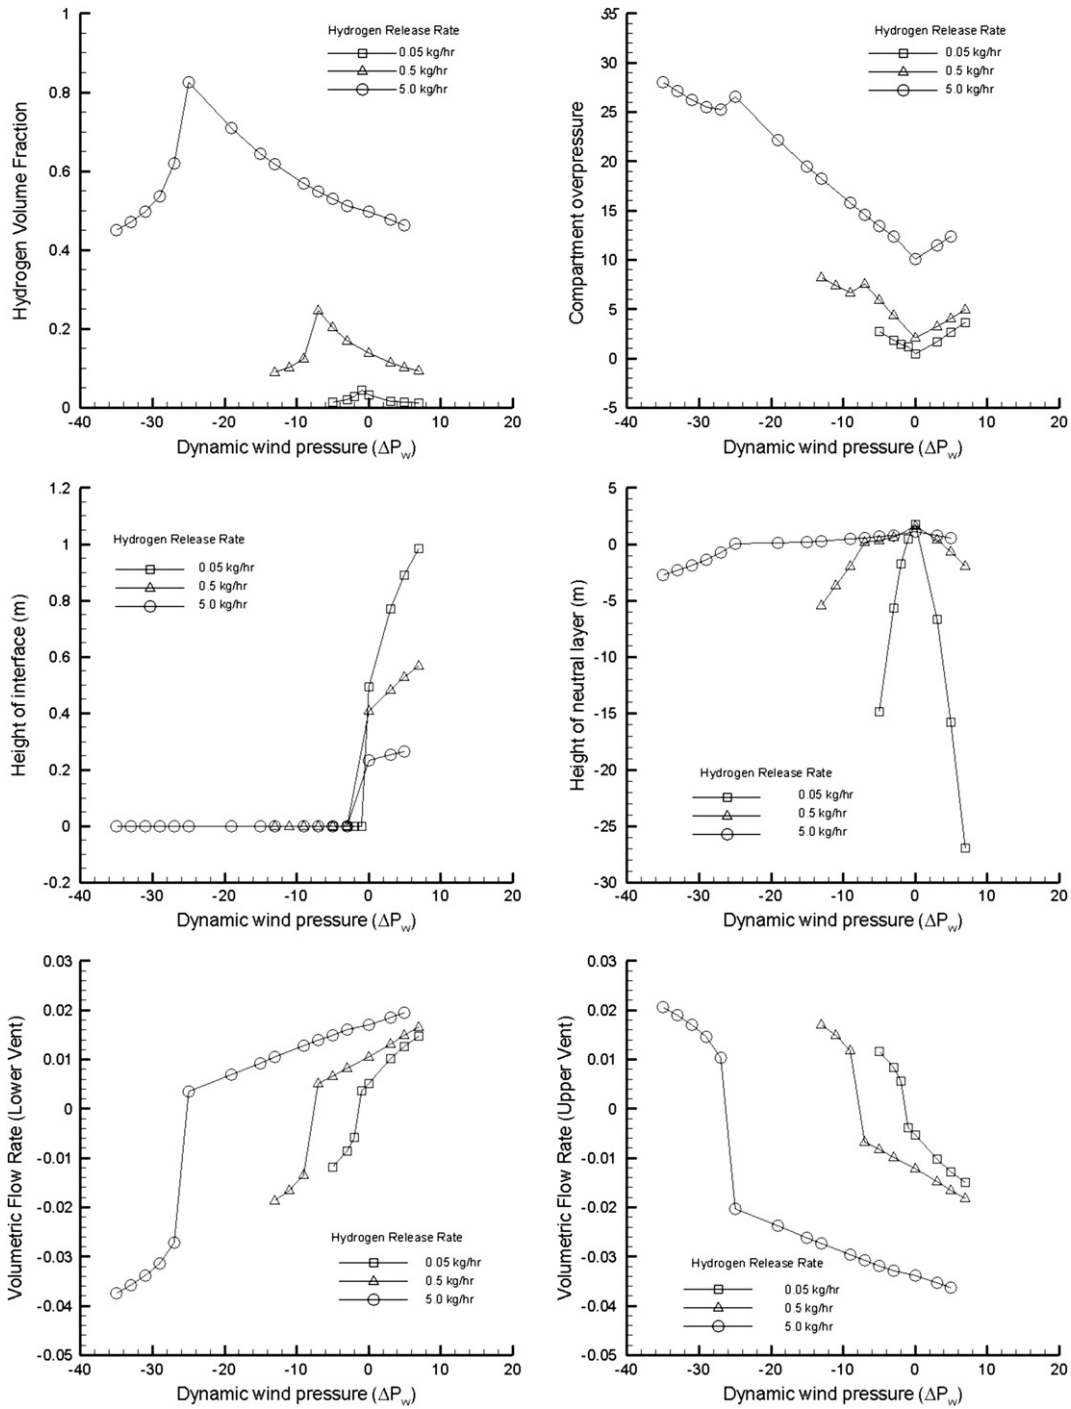 1
0.8
0.6
0.4
0.2
0
Hydrogen Volume Fraction
Hydrogen Release Rate
0.05 kg/hr
0.5 kg/hr
5.0 kg/hr
-40 -30 -20 -10 0 10 20
Dynamic wind pressure (ΔPw)
35
30
25
20
15
10
5
0
-5
Compartment overpressure
Hydrogen Release Rate
0.05 kg/hr
0.5 kg/hr
5.0 kg/hr
-40 -30 -20 -10 0 10 20
Dynamic wind pressure (ΔPw)
1.2
1
0.8
0.6
0.4
0.2
0
-0.2
Height of interface (m)
Hydrogen Release Rate
0.05 kg/hr
0.5 kg/hr
5.0 kg/hr
-40 -30 -20 -10 0 10 20
Dynamic wind pressure (ΔPw)
5
0
-5
-10
-15
-20
-25
-30
Height of neutral layer (m)
Hydrogen Release Rate
0.05 kg/hr
0.5 kg/hr
5.0 kg/hr
-40 -30 -20 -10 0 10 20
Dynamic wind pressure (ΔPw)
0.03
0.02
0.01
0
-0.01
-0.02
-0.03
-0.04
-0.05
Volumetric Flow Rate (Lower Vent)
Hydrogen Release Rate
0.05 kg/hr
0.5 kg/hr
5.0 kg/hr
-40 -30 -20 -10 0 10 20
Dynamic wind pressure (ΔPw)
0.03
0.02
0.01
0
-0.01
-0.02
-0.03
-0.04
-0.05
Volumetric Flow Rate (Upper Vent)
Hydrogen Release Rate
0.05 kg/hr
0.5 kg/hr
5.0 kg/hr
-40 -30 -20 -10 0 10 20
Dynamic wind pressure (ΔPw)